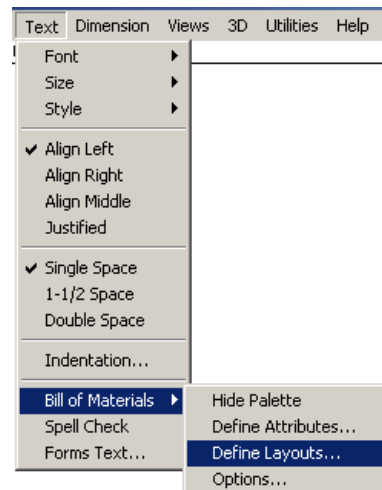 Text Dimension Views 3D Utilities Help
Font
Size
Style
Align Left
Align Right
Align Middle
Justified
Single Space
1-1/2 Space
Double Space
Indentation...
Bill of Materials Hide Palette
Spell Check Define Attributes...
Forms Text... Define Layouts...
Options...